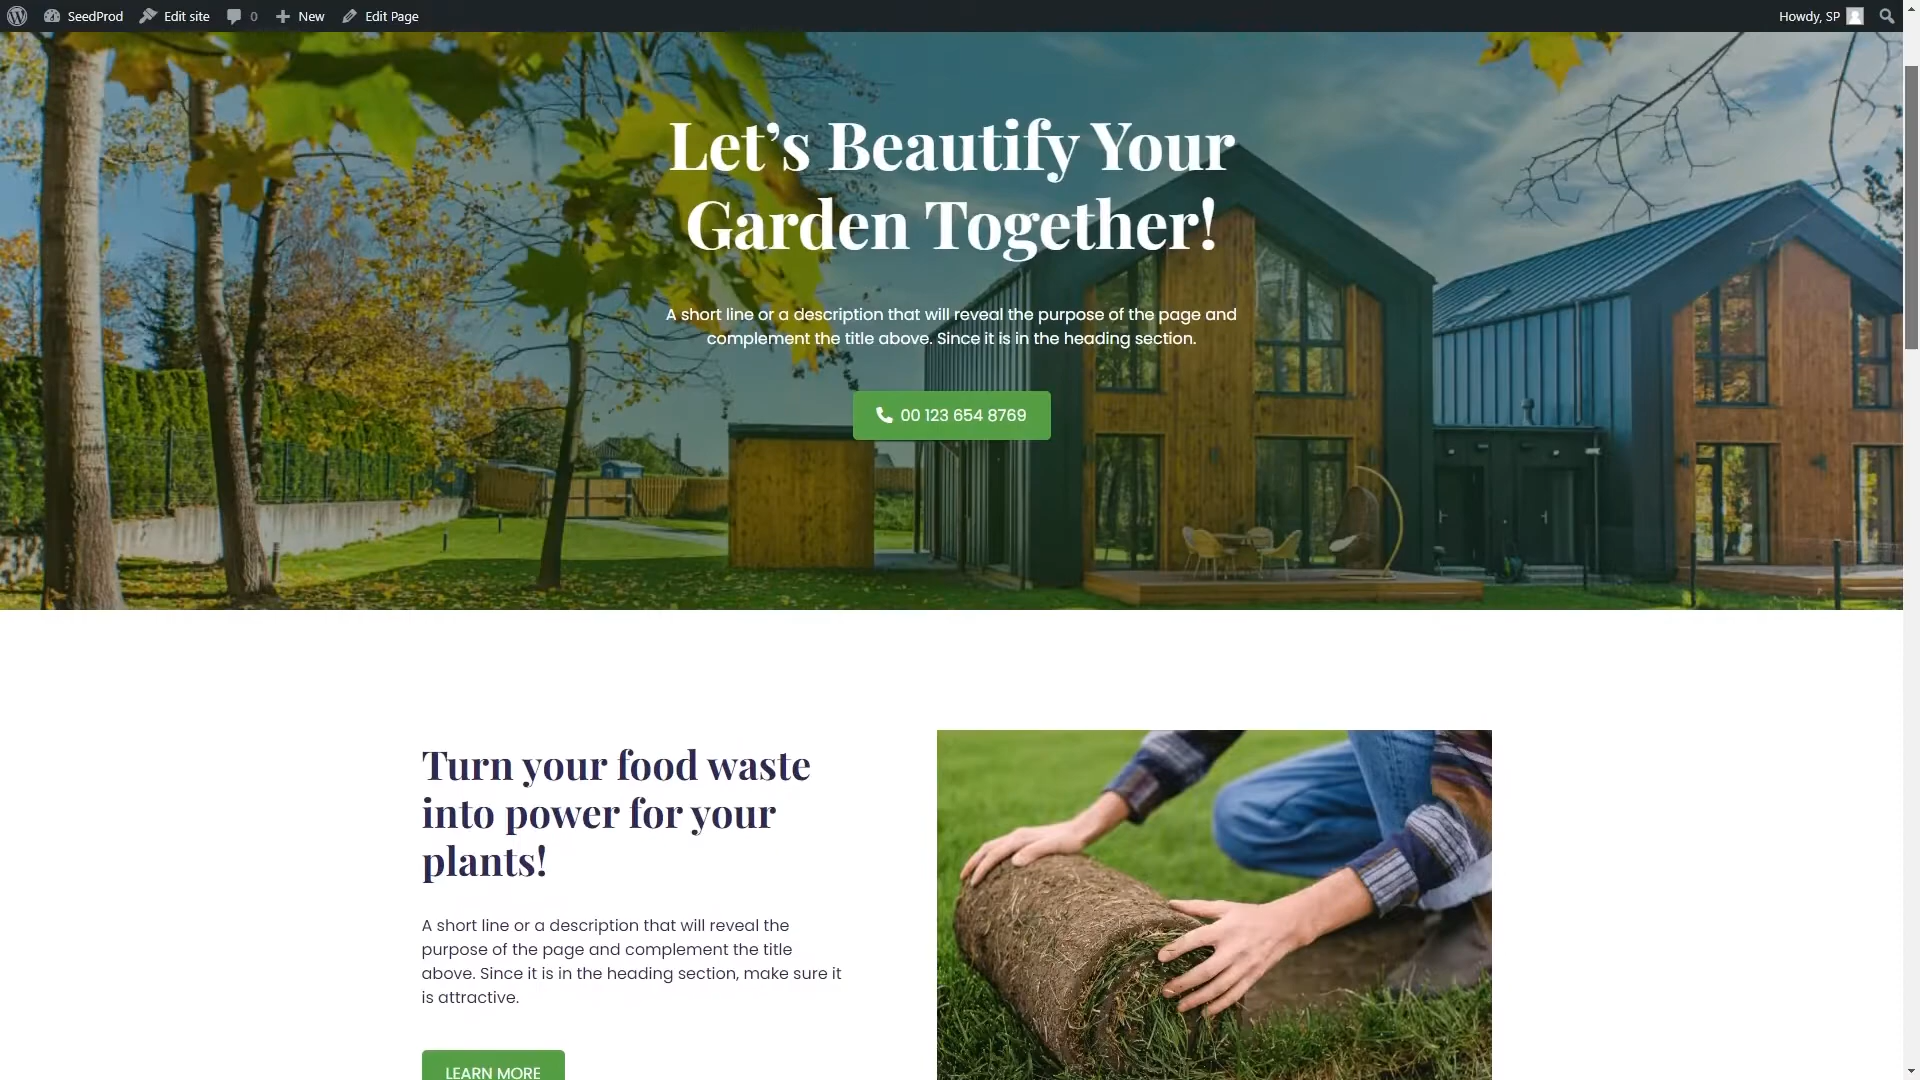 SeedProd Edit site 0 New Edit Page Howdy, SP
Let’s Beautify Your
Garden Together!
A short line or a description that will reveal the purpose of the page and
complement the title above. Since it is in the heading section.
00 123 654 8769
Turn your food waste
into power for your
plants!
A short line or a description that will reveal the
purpose of the page and complement the title
above. Since it is in the heading section, make sure it
is attractive.
LEARN MORE